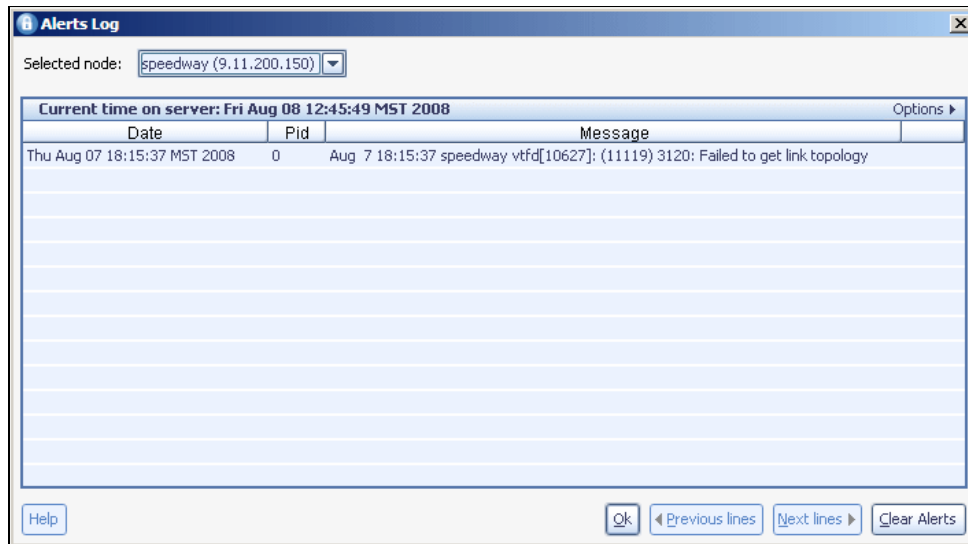 Alerts Log
Selected node: speedway (9.11.200.150)
Current time on server: Fri Aug 08 12:45:49 MST 2008 Options
Date Pid Message
Thu Aug 07 18:15:37 MST 2008 0 Aug 7 18:15:37 speedway vtfd[10627]: (11119) 3120: Failed to get link topology
Help Ok Previous lines Next lines Clear Alerts